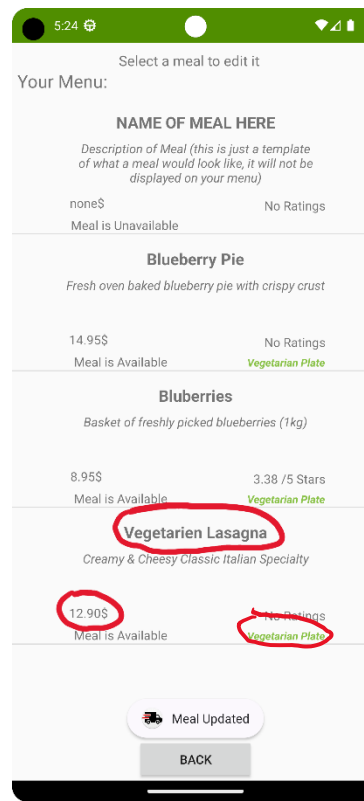 5:24
Select a meal to edit it
Your Menu:
NAME OF MEAL HERE
Description of Meal (this is just a template
of what a meal would look like, it will not be
displayed on your menu)
none$ No Ratings
Meal is Unavailable
Blueberry Pie
Fresh oven baked blueberry pie with crispy crust
14.95$ No Ratings
Meal is Available Vegetarian Plate
Bluberries
Basket of freshly picked blueberries (1kg)
8.95$ 3.38 /5 Stars
Meal is Available Vegetarian Plate
Vegetarien Lasagna
Creamy & Cheesy Classic Italian Specialty
12.90$ No Ratings
Meal is Available Vegetarian Plate
Meal Updated
BACK